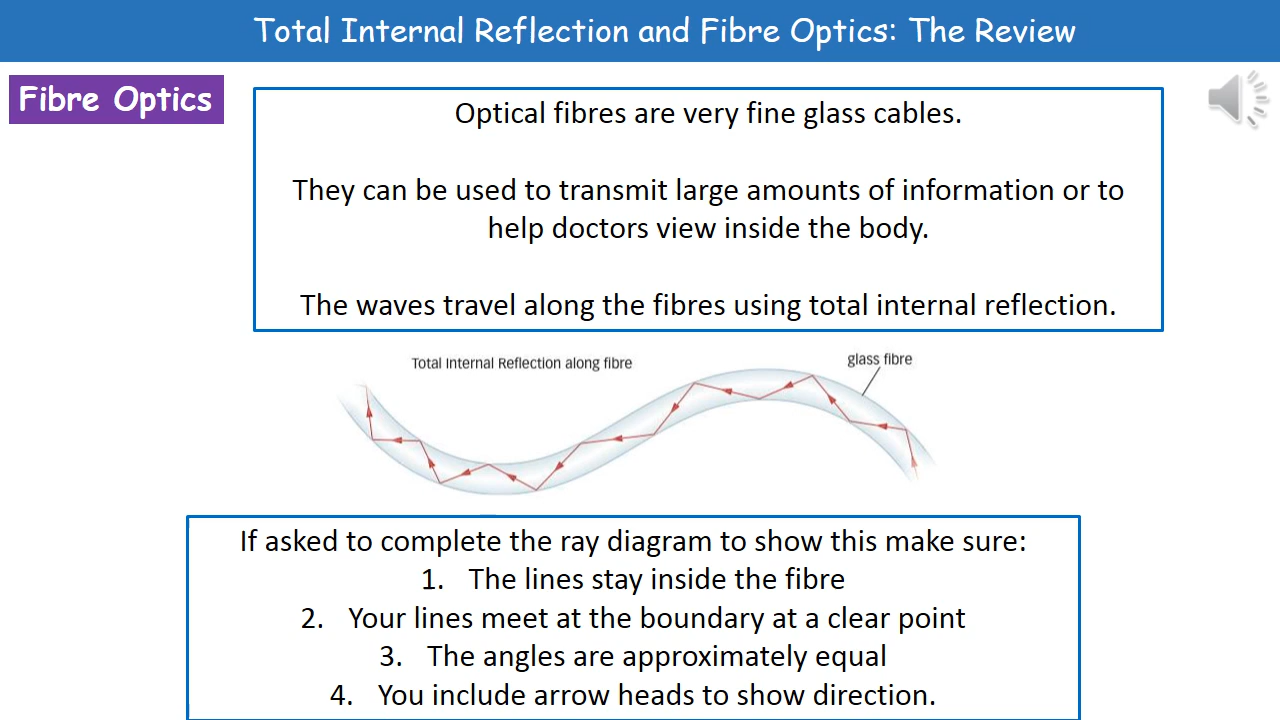 Total Internal Reflection and Fibre Optics: The Review
Fibre Optics
Optical fibres are very fine glass cables.
They can be used to transmit large amounts of information or to
help doctors view inside the body.
The waves travel along the fibres using total internal reflection.
Total Internal Reflection along fibre
glass fibre
If asked to complete the ray diagram to show this make sure:
1. The lines stay inside the fibre
2. Your lines meet at the boundary at a clear point
3. The angles are approximately equal
4. You include arrow heads to show direction.